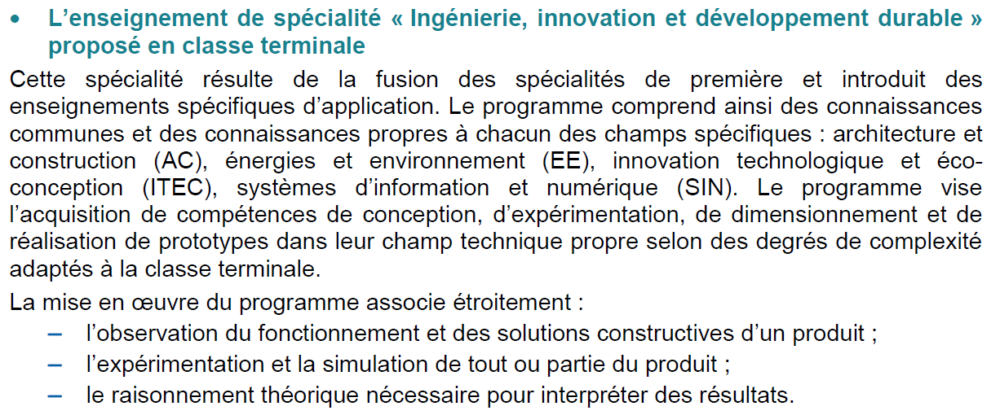 • L’enseignement de spécialité « Ingénierie, innovation et développement durable »
proposé en classe terminale
Cette spécialité résulte de la fusion des spécialités de première et introduit des
enseignements spécifiques d’application. Le programme comprend ainsi des connaissances
communes et des connaissances propres à chacun des champs spécifiques : architecture et
construction (AC), énergies et environnement (EE), innovation technologique et éco-
conception (ITEC), systèmes d’information et numérique (SIN). Le programme vise
l’acquisition de compétences de conception, d’expérimentation, de dimensionnement et de
réalisation de prototypes dans leur champ technique propre selon des degrés de complexité
adaptés à la classe terminale.
La mise en œuvre du programme associe étroitement :
– l’observation du fonctionnement et des solutions constructives d’un produit ;
– l’expérimentation et la simulation de tout ou partie du produit ;
– le raisonnement théorique nécessaire pour interpréter des résultats.